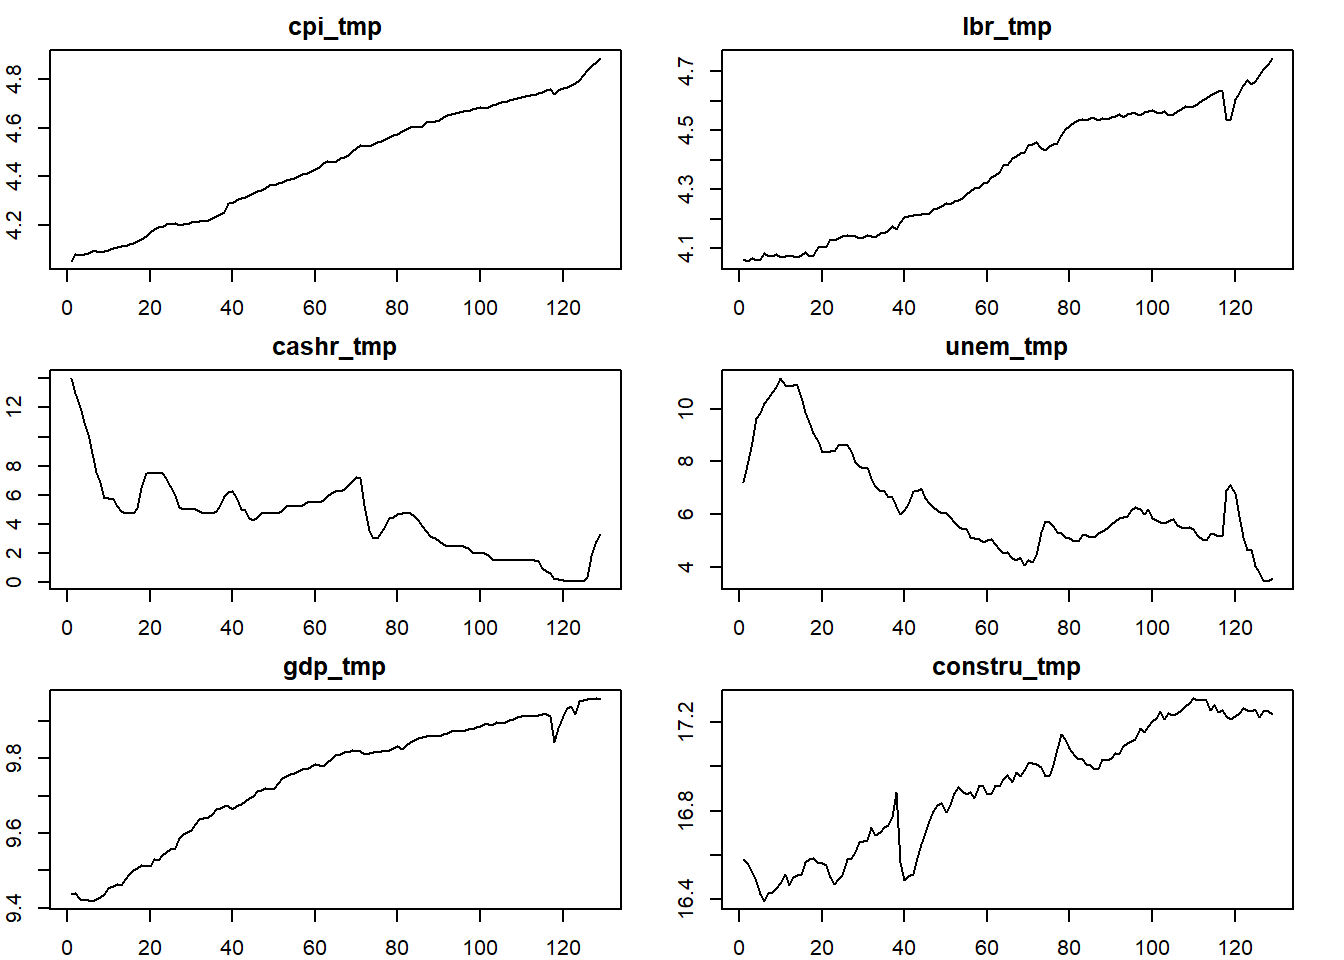 cpi_tmp
4.2 4.4 4.6 4.8
0 20 40 60 80 100 120
lbr_tmp
4.1 4.3 4.5 4.7
0 20 40 60 80 100 120
cashr_tmp
0 2 4 6 8 12
0 20 40 60 80 100 120
unem_tmp
4 6 8 10
0 20 40 60 80 100 120
gdp_tmp
9.4 9.6 9.8
0 20 40 60 80 100 120
constru_tmp
16.4 16.8 17.2
0 20 40 60 80 100 120